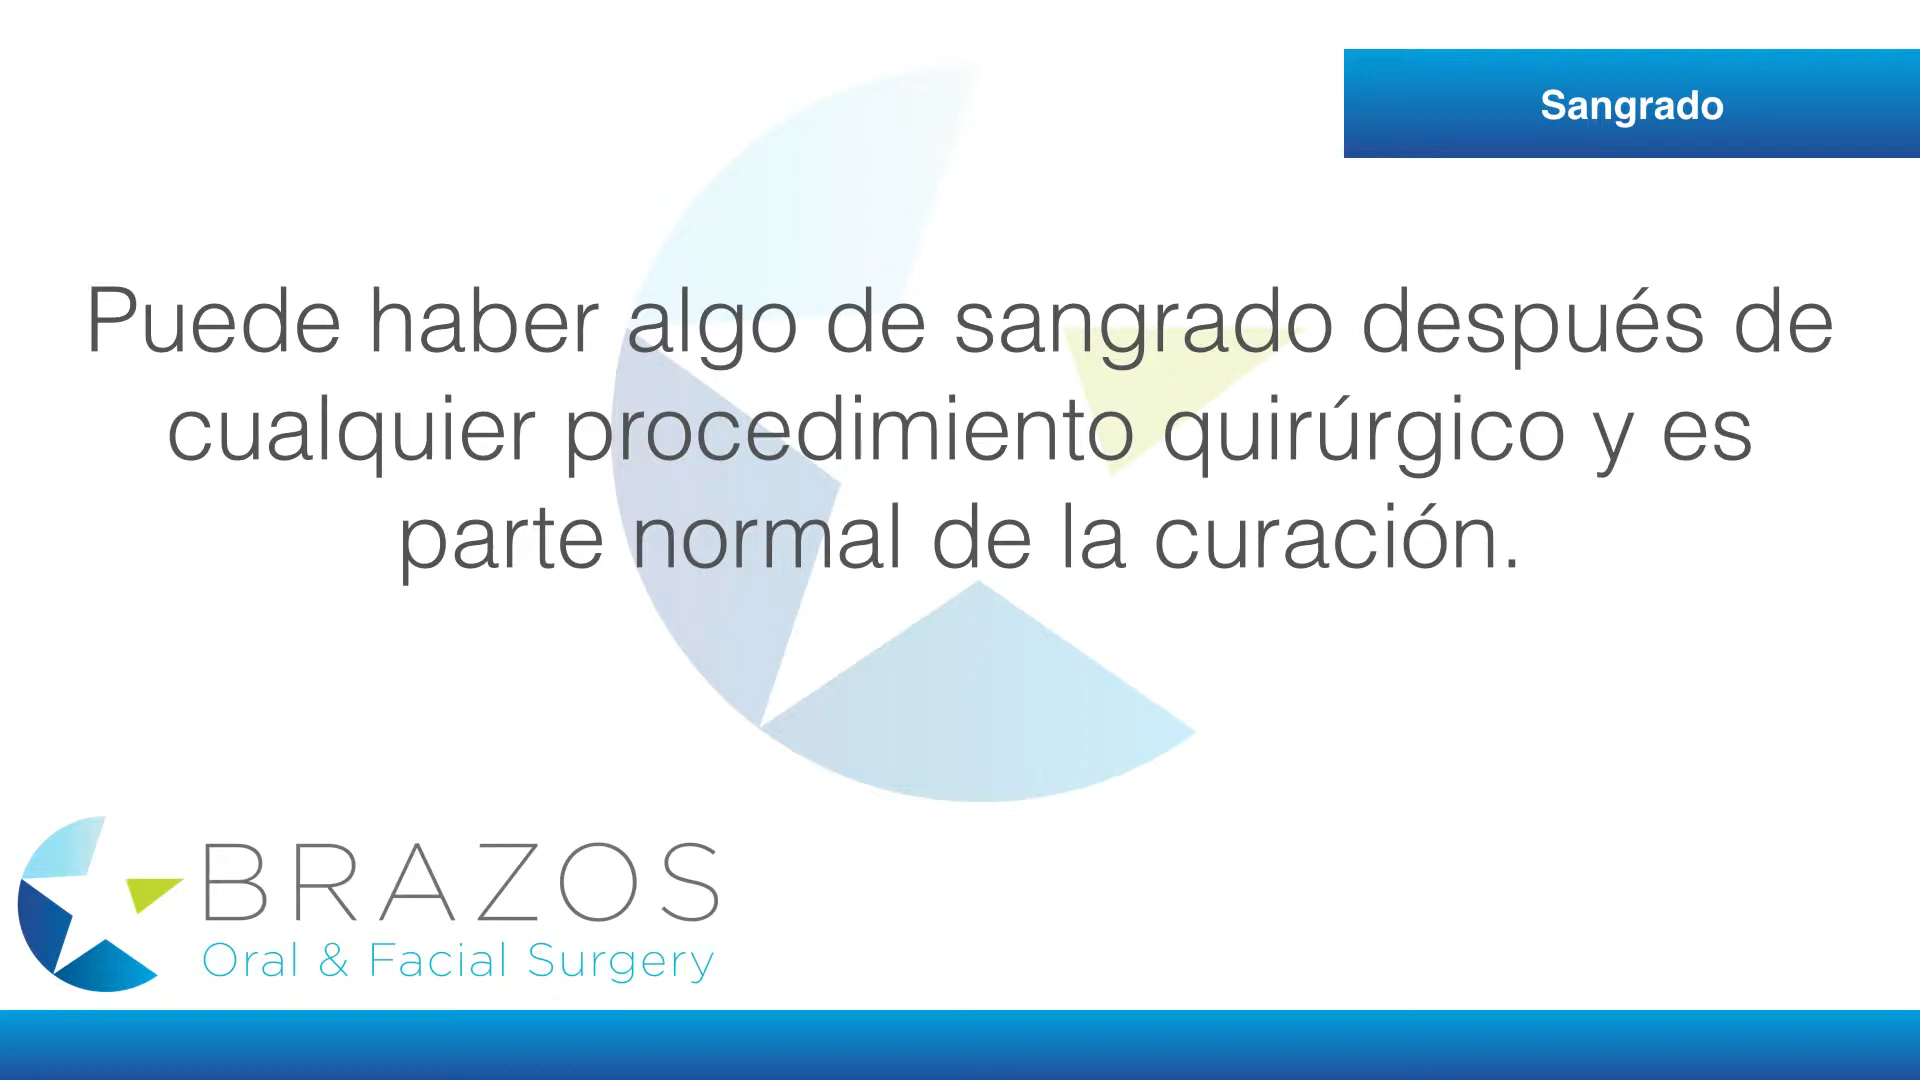 Sangrado
Puede haber algo de sangrado después de
cualquier procedimiento quirúrgico y es
parte normal de la curación.
BRAZOS
Oral & Facial Surgery